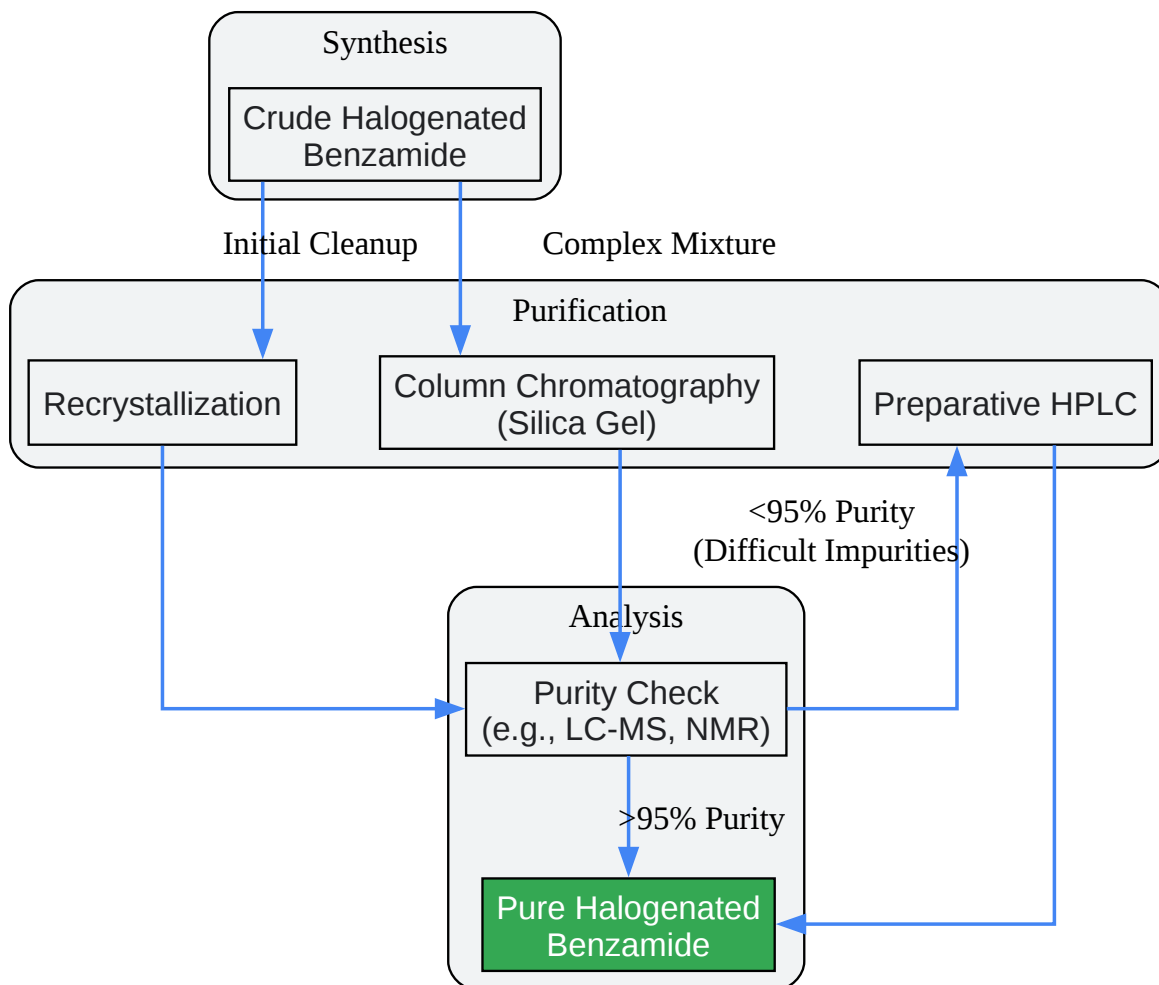 Synthesis
Crude Halogenated
Benzamide
Initial Cleanup
Complex Mixture
Purification
Recrystallization
Column Chromatography
(Silica Gel)
Preparative HPLC
<95% Purity
(Difficult Impurities)
Analysis
Purity Check
(e.g., LC-MS, NMR)
>95% Purity
Pure Halogenated
Benzamide